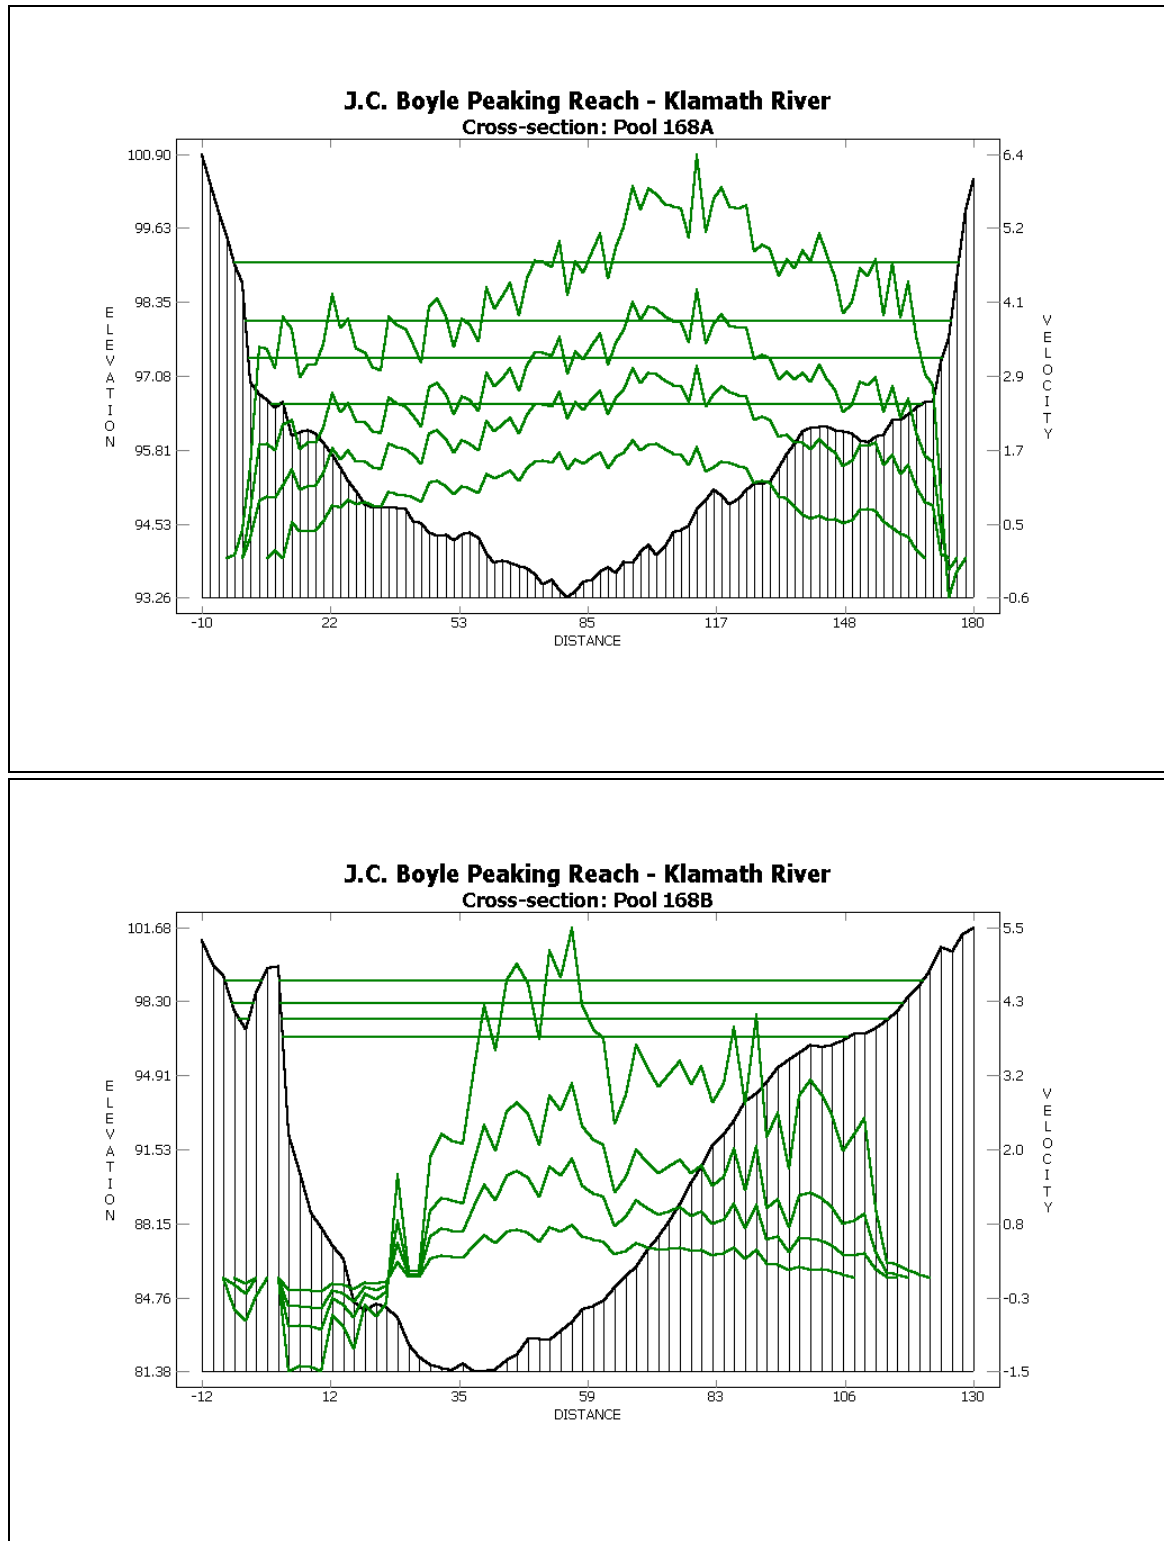 J.C. Boyle Peaking Reach - Klamath River
Cross-section: Pool 168A
100.90
99.63
98.35
97.08
95.81
94.53
93.26
ELEVATION
6.4
5.2
4.1
2.9
1.7
0.5
-0.6
VELOCITY
-10 22 53 85 117 148 180
DISTANCE
J.C. Boyle Peaking Reach - Klamath River
Cross-section: Pool 168B
101.68
98.30
94.91
91.53
88.15
84.76
81.38
ELEVATION
5.5
4.3
3.2
2.0
0.8
-0.3
-1.5
VELOCITY
-12 12 35 59 83 106 130
DISTANCE